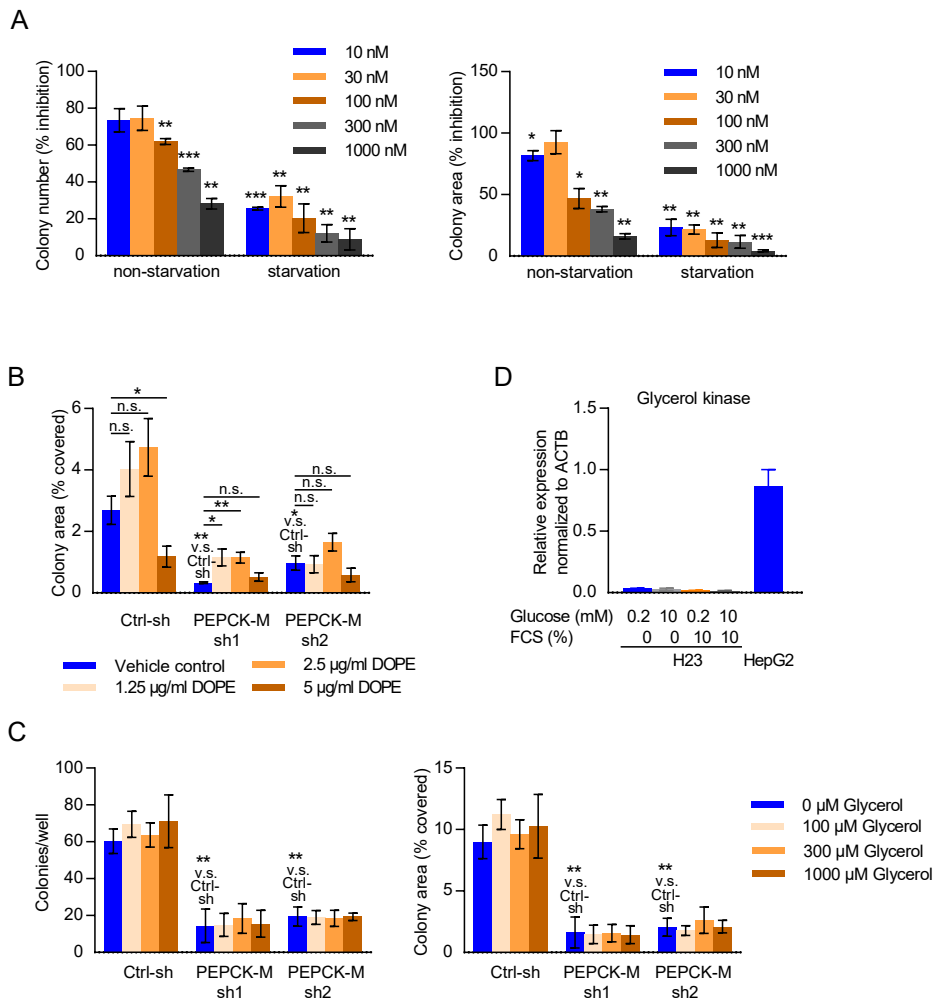 A
10 nM
30 nM
100 nM
300 nM
1000 nM
Colony number (% inhibition)
80
60
40
20
0
**
***
**
***
**
**
**
**
non-starvation
starvation
10 nM
30 nM
100 nM
300 nM
1000 nM
Colony area (% inhibition)
150
100
50
0
*
*
**
**
**
**
**
**
***
non-starvation
starvation
B
Colony area (% covered)
6
4
2
0
*
n.s.
n.s.
n.s.
**
*
**
v.s.
Ctrl-
sh
n.s.
n.s.
n.s.
*
v.s.
Ctrl-
sh
Ctrl-sh
PEPCK-M
sh1
PEPCK-M
sh2
Vehicle control
1.25 µg/ml DOPE
2.5 µg/ml DOPE
5 µg/ml DOPE
D
Glycerol kinase
Relative expression
normalized to ACTB
1.5
1.0
0.5
0.0
Glucose (mM) 0.2 10 0.2 10
FCS (%) 0 0 10 10
H23 HepG2
C
Colonies/well
100
80
60
40
20
0
**
v.s.
Ctrl-
sh
**
v.s.
Ctrl-
sh
Ctrl-sh
PEPCK-M
sh1
PEPCK-M
sh2
Colony area (% covered)
15
10
5
0
**
v.s.
Ctrl-
sh
**
v.s.
Ctrl-
sh
Ctrl-sh
PEPCK-M
sh1
PEPCK-M
sh2
0 µM Glycerol
100 µM Glycerol
300 µM Glycerol
1000 µM Glycerol